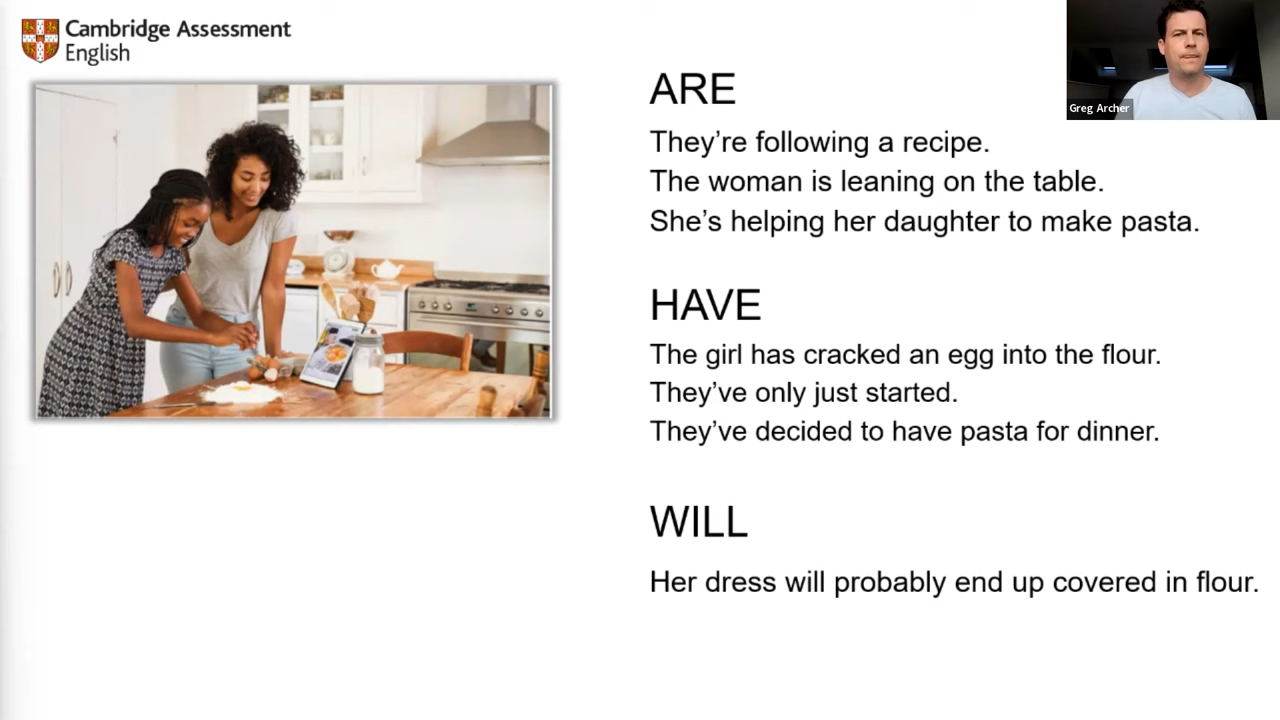 Cambridge Assessment
English
Greg Archer
ARE
They’re following a recipe.
The woman is leaning on the table.
She’s helping her daughter to make pasta.
HAVE
The girl has cracked an egg into the flour.
They’ve only just started.
They’ve decided to have pasta for dinner.
WILL
Her dress will probably end up covered in flour.